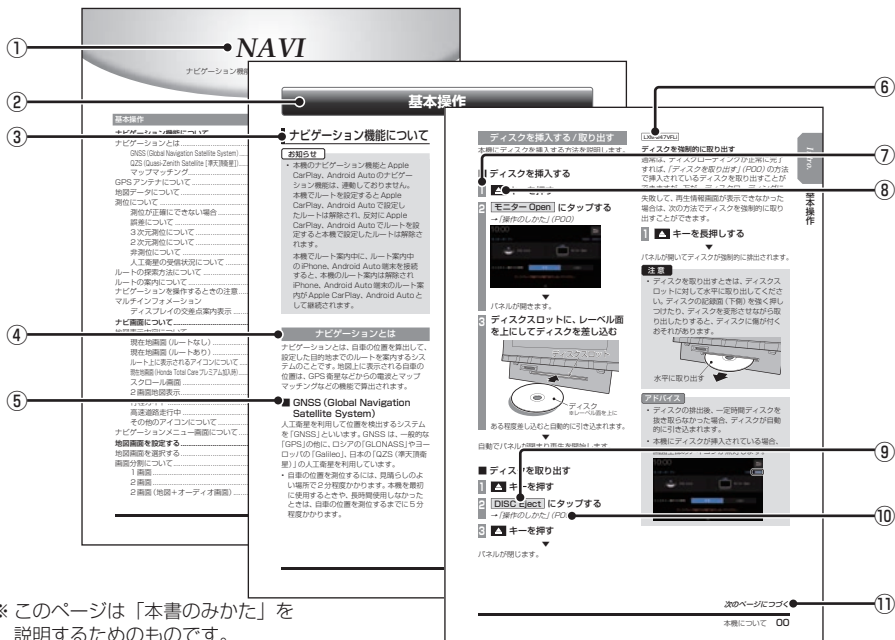 ①
NAVI
②
基本操作
③
ナビゲーション機能について
お知らせ
• 本機のナビゲーション機能とApple
CarPlay、Android Autoのナビゲー
ション機能は、連動しておりません。
本機でルートを設定するとApple
CarPlay、Android Autoで設定し
たルートは解除され、反対にApple
CarPlay、Android Autoでルートを設
定すると本機で設定したルートは解除さ
れます。
本機でルート案内中に、ルート案内中
のiPhone、Android Auto端末を接続
すると、本機のルート案内は解除され
iPhone、Android Auto端末のルート案
内がApple CarPlay、Android Autoと
して継続されます。
④
ナビゲーションとは
ナビゲーションとは、自車の位置を算出して、
設定した目的地までのルートを案内するシス
テムのことです。地図上に表示される自車の
位置は、GPS衛星などからの電波とマップ
マッチングなどの機能で算出されます。
⑤
■ GNSS (Global Navigation
Satellite System)
人工衛星を利用して位置を検出するシステム
を「GNSS」といいます。GNSS は、一般的な
「GPS」の他に、ロシアの「GLONASS」やヨー
ロッパの「Galileo」、日本の「QZS (準天頂衛
星)」の人工衛星を利用しています。
• 自車の位置を測位するには、見晴らしのよ
い場所で2分程度かかります。本機を最初
に使用するときや、長時間使用しなかった
ときは、自車の位置を測位するまでに5分
程度かかります。
基本操作
ナビゲーション機能について
ナビゲーションとは
GNSS (Global Navigation Satellite System)
QZS (Quasi-Zenith Satellite [準天頂衛星])
マップマッチング
GPSアンテナについて
地図データについて
測位について
測位が正確にできない場合
誤差について
3次元測位について
2次元測位について
非測位について
人工衛星の受信状況について
ルートの探索方法について
ルートの案内について
ナビゲーションを操作するときの注意
マルチインフォメーション
ディスプレイの交差点案内表示
ナビ画面について
現在地画面 (ルートなし)
現在地画面 (ルートあり)
ルート上に表示されるアイコンについて
現在地画面 (Honda Total Care プレミアム加入時)
スクロール画面
2画面地図表示
高速道路走行中
その他のアイコンについて
ナビゲーションメニュー画面について
地図画面を設定する
地図画面を選択する
画面分割について
1画面
2画面
2画面 (地図+オーディオ画面)
ディスクを挿入する/取り出す
本機にディスクを挿入する方法を説明します。
■ ディスクを挿入する
⑦
1
⑧
2 モニター Open にタップする
→「操作のしかた」(P.OO)
▼
パネルが開きます。
3 ディスクスロットに、レーベル面
を上にしてディスクを差し込む
ディスクスロット
ディスク
※レーベル面を上に
ある程度差し込むと自動的に引き込まれます。
▼
自動でパネルが閉まり再生を開始します。
■ ディスクを取り出す
1 キーを押す
⑨
2 DISC Eject にタップする
⑩
→「操作のしかた」
3 キーを押す
▼
パネルが閉じます。
⑥
ディスクを強制的に取り出す
通常は、ディスクローディングが正常に完了
すれば、「ディスクを取り出す」(P.OO) の方法
で挿入されているディスクを取り出すことが
失敗して、再生情報画面が表示できなかった
場合は、次の方法でディスクを強制的に取り
出すことができます。
1 キーを長押しする
▼
パネルが開いてディスクが強制的に排出されます。
注 意
• ディスクを取り出すときは、ディスクス
ロットに対して水平に取り出してくださ
い。ディスクの記録面(下側)を強く押し
つけたり、ディスクを変形させながら取
り出したりすると、ディスクに傷が付く
おそれがあります。
水平に取り出す
アドバイス
• ディスクの排出後、一定時間ディスクを
抜き取らなかった場合、ディスクが自動
的に引き込まれます。
• 本機にディスクが挿入されている場合、
Intro.
基本操作
⑪
次のページにつづく
本機について OO
※ このページは「本書のみかた」を
説明するためのものです。